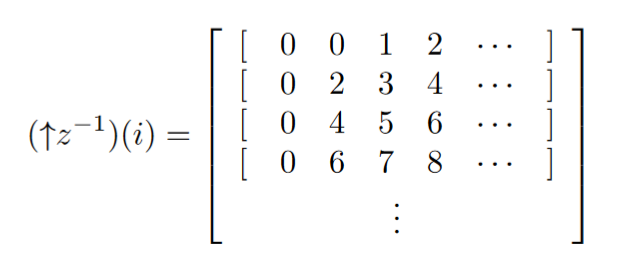 [ 0 0 1 2 ⋯ ]
[ 0 2 3 4 ⋯ ]
(↑z⁻¹)(i) = [ 0 4 5 6 ⋯ ]
[ 0 6 7 8 ⋯ ]
⋮